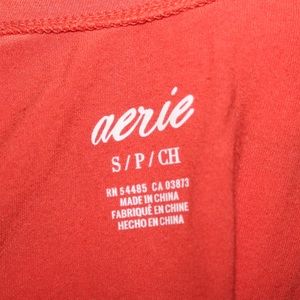 aerie
S / P / CH
RN 54485 CA 03873
MADE IN CHINA
FABRIQUÉ EN CHINE
HECHO EN CHINA